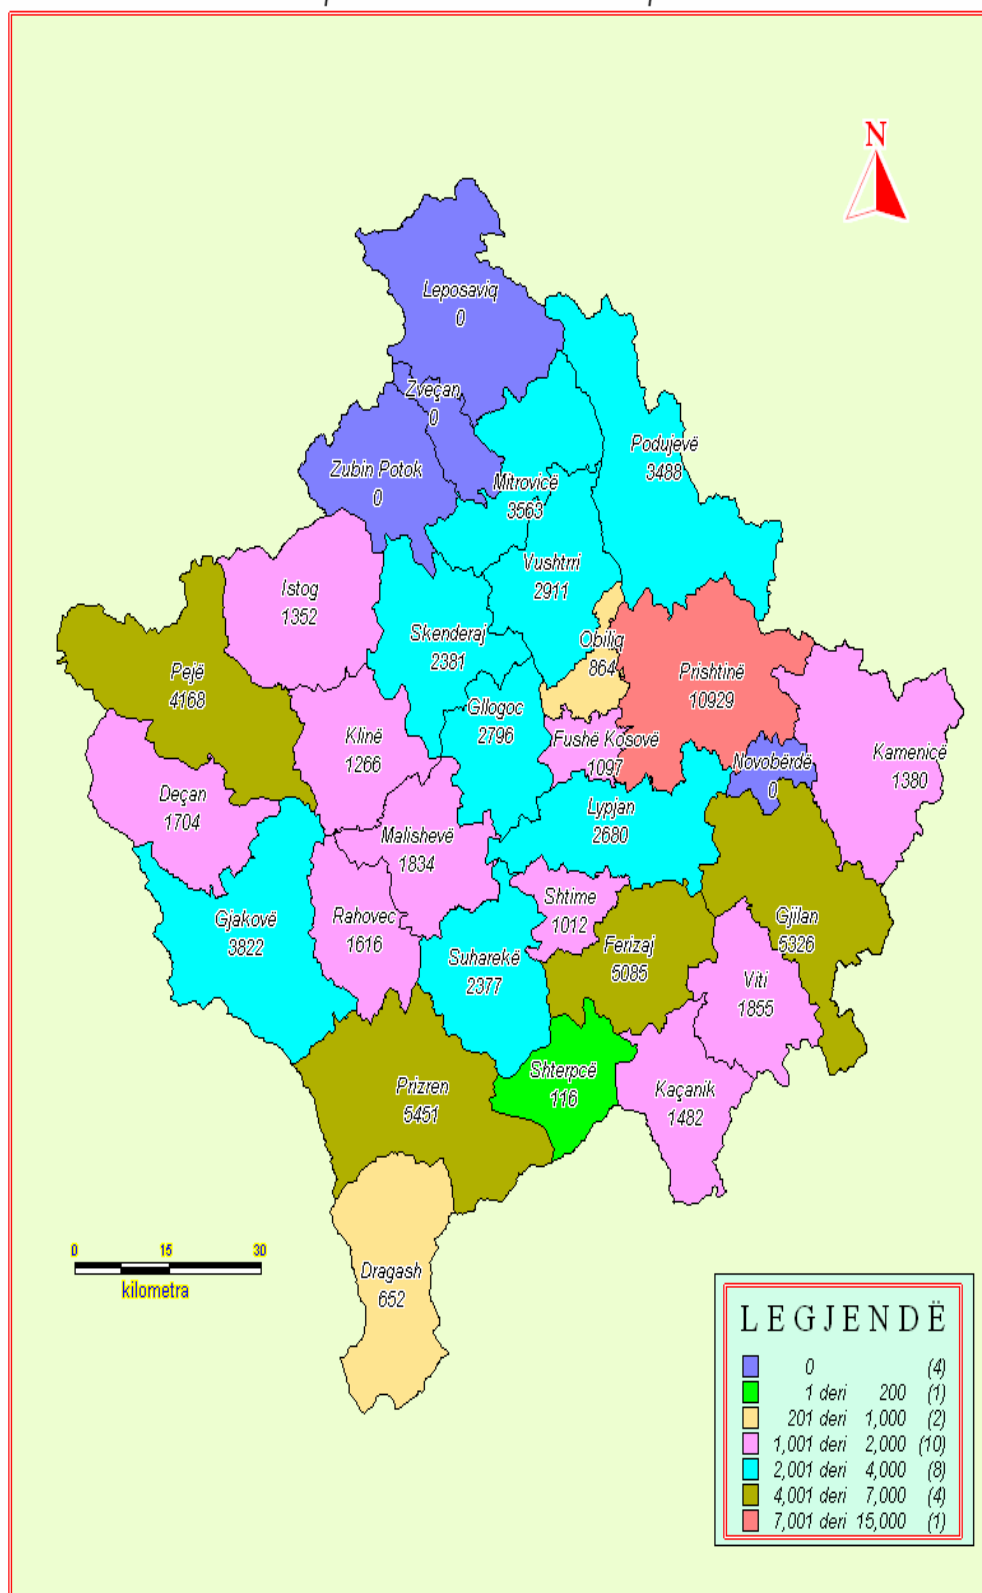 N
Leposaviq
0
Zveçan
0
Zubin Potok
0
Podujevë
3488
Mitrovicë
3563
Vushtrri
2911
Istog
1352
Skenderaj
2381
Obiliq
864
Pejë
4168
Prishtinë
10929
Gllogoc
2796
Klinë
1266
Fushë Kosovë
1097
Novobërdë
0
Kamenicë
1380
Deçan
1704
Lypjan
2680
Malishevë
1834
Shtime
1012
Gjakovë
3822
Rahovec
1616
Gjilan
5326
Ferizaj
5085
Suharekë
2377
Viti
1855
Shterpcë
116
Prizren
5451
Kaçanik
1482
Dragash
652
0 15 30
kilometra
LEGJENDË
0 (4)
1 deri 200 (1)
201 deri 1,000 (2)
1,001 deri 2,000 (10)
2,001 deri 4,000 (8)
4,001 deri 7,000 (4)
7,001 deri 15,000 (1)